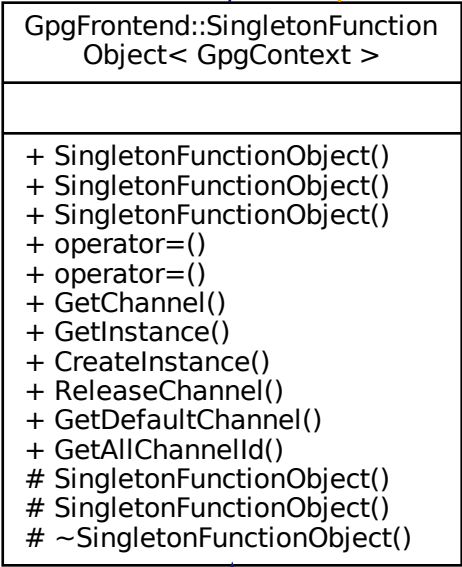 GpgFrontend::SingletonFunction
Object< GpgContext >
+ SingletonFunctionObject()
+ SingletonFunctionObject()
+ SingletonFunctionObject()
+ operator=()
+ operator=()
+ GetChannel()
+ GetInstance()
+ CreateInstance()
+ ReleaseChannel()
+ GetDefaultChannel()
+ GetAllChannelId()
# SingletonFunctionObject()
# SingletonFunctionObject()
# ~SingletonFunctionObject()